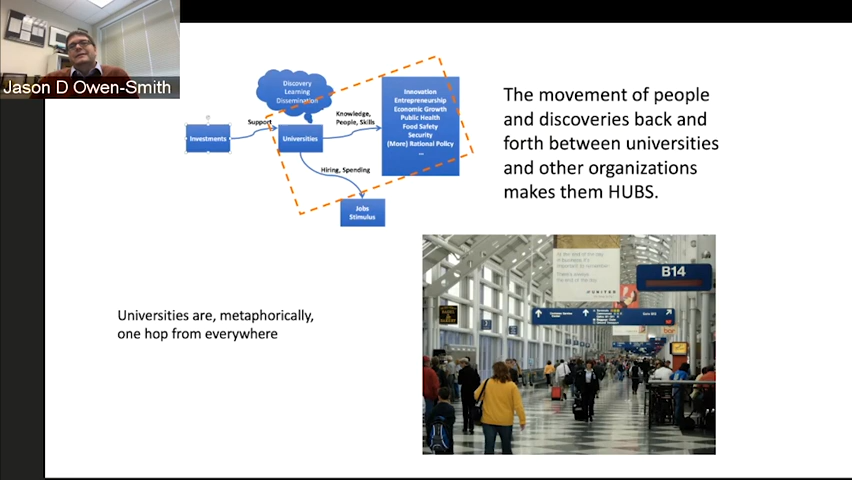 Jason D Owen-Smith
Discovery
Learning
Dissemination
Investments
Support
Universities
Knowledge,
People, Skills
Innovation
Entrepreneurship
Economic Growth
Public Health
Food Safety
Security
(More) Rational Policy
...
Hiring, Spending
Jobs
Stimulus
The movement of people
and discoveries back and
forth between universities
and other organizations
makes them HUBS.
Universities are, metaphorically,
one hop from everywhere
UNITED
B14